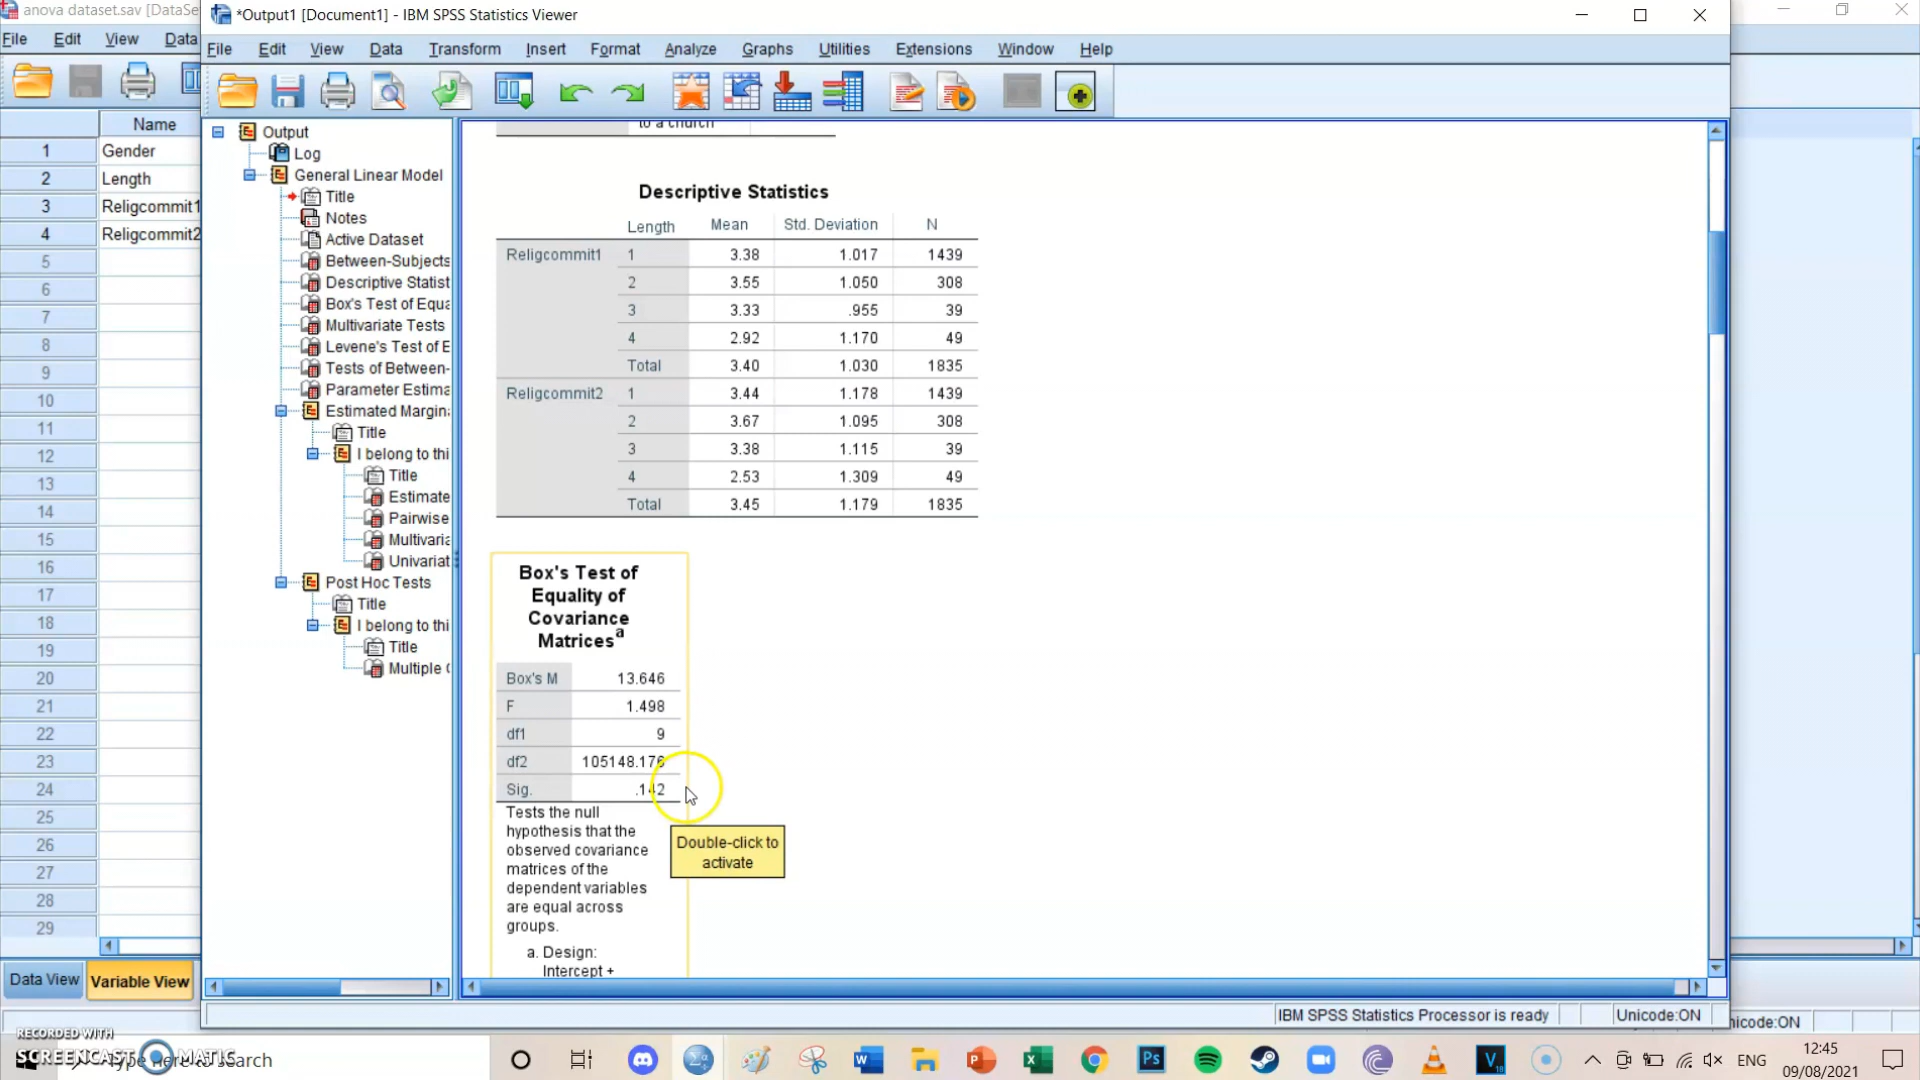 anova dataset.sav [DataSe
*Output1 [Document1] - IBM SPSS Statistics Viewer
File Edit View Data
File Edit View Data Transform Insert Format Analyze Graphs Utilities Extensions Window Help
Name
1 Gender
2 Length
3 Religcommit1
4 Religcommit2
5
6
7
8
9
10
11
12
13
14
15
16
17
18
19
20
21
22
23
24
25
26
27
28
29
Data View Variable View
Output
Log
General Linear Model
Title
Notes
Active Dataset
Between-Subjects
Descriptive Statist
Box's Test of Equa
Multivariate Tests
Levene's Test of E
Tests of Between-
Parameter Estima
Estimated Margin
Title
I belong to thi
Title
Estimate
Pairwise
Multivaria
Univariat
Post Hoc Tests
Title
I belong to thi
Title
Multiple C
to a church
Descriptive Statistics
Length Mean Std. Deviation N
Religcommit1 1 3.38 1.017 1439
2 3.55 1.050 308
3 3.33 .955 39
4 2.92 1.170 49
Total 3.40 1.030 1835
Religcommit2 1 3.44 1.178 1439
2 3.67 1.095 308
3 3.38 1.115 39
4 2.53 1.309 49
Total 3.45 1.179 1835
Box's Test of
Equality of
Covariance
Matricesᵃ
Box's M 13.646
F 1.498
df1 9
df2 105148.176
Sig. .142
Tests the null
hypothesis that the
observed covariance
matrices of the
dependent variables
are equal across
groups.
a. Design:
Intercept +
Double-click to
activate
IBM SPSS Statistics Processor is ready Unicode:ON
nicode:ON
RECORDED WITH
SCREENCAST MATIC
Type here to search
ENG
12:45
09/08/2021